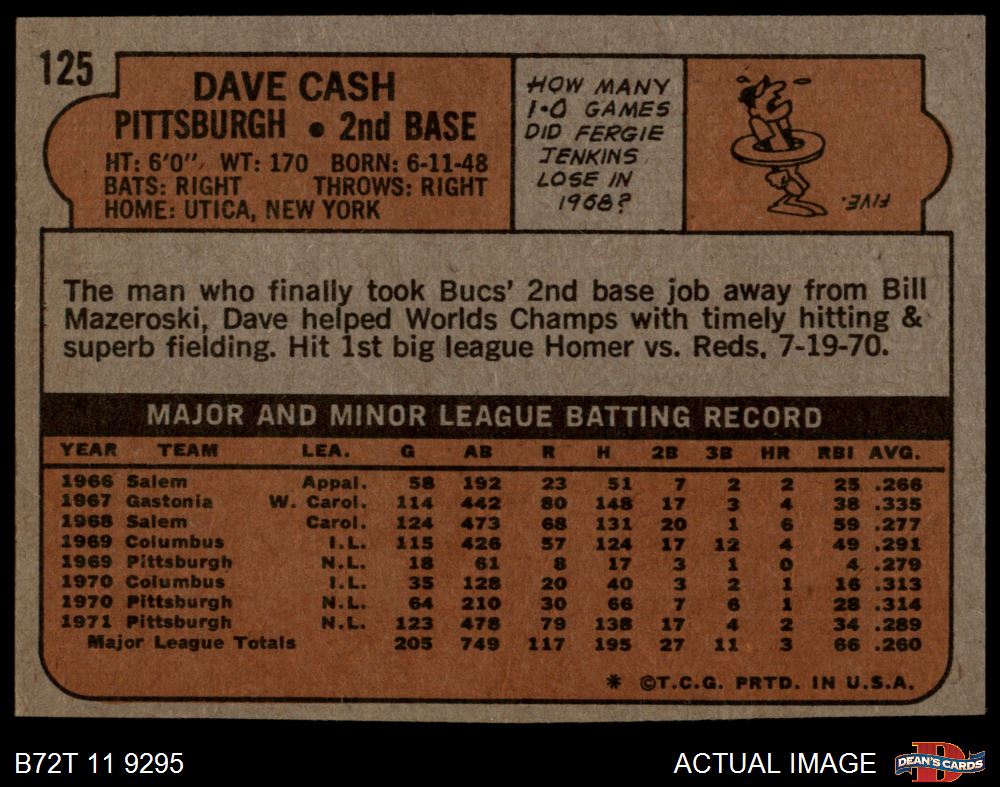 125
DAVE CASH
PITTSBURGH • 2nd BASE
HT: 6'0" WT: 170 BORN: 6-11-48
BATS: RIGHT THROWS: RIGHT
HOME: UTICA, NEW YORK
HOW MANY
1-0 GAMES
DID FERGIE
JENKINS
LOSE IN
1968?
FIVE.
The man who finally took Bucs' 2nd base job away from Bill
Mazeroski, Dave helped Worlds Champs with timely hitting &
superb fielding. Hit 1st big league Homer vs. Reds, 7-19-70.
MAJOR AND MINOR LEAGUE BATTING RECORD
YEAR TEAM LEA. G AB R H 2B 3B HR RBI AVG.
1966 Salem Appal. 58 192 23 51 7 2 2 25 .266
1967 Gastonia W. Carol. 114 442 80 148 17 3 4 38 .335
1968 Salem Carol. 124 473 68 131 20 1 6 59 .277
1969 Columbus I.L. 115 426 57 124 17 12 4 49 .291
1969 Pittsburgh N.L. 18 61 8 17 3 1 0 4 .279
1970 Columbus I.L. 35 128 20 40 3 2 1 16 .313
1970 Pittsburgh N.L. 64 210 30 66 7 6 1 28 .314
1971 Pittsburgh N.L. 123 478 79 138 17 4 2 34 .289
Major League Totals 205 749 117 195 27 11 3 66 .260
* ©T.C.G. PRTD. IN U.S.A.
B72T 11 9295
ACTUAL IMAGE
DEAN'S CARDS